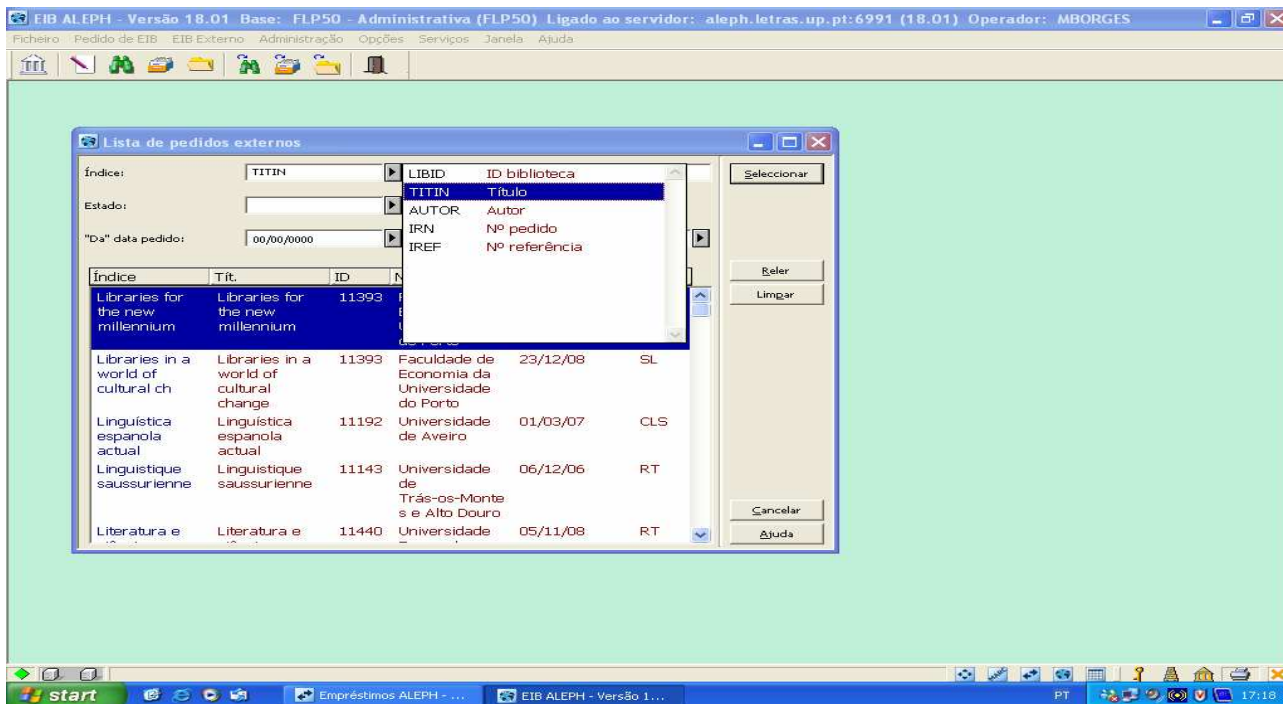 EIB ALEPH - Versão 18.01 Base: FLP50 - Administrativa (FLP50) Ligado ao servidor: aleph.letras.up.pt:6991 (18.01) Operador: MBORGES
Ficheiro Pedido de EIB EIB Externo Administração Opções Serviços Janela Ajuda
Lista de pedidos externos
Índice: TITIN
LIBID ID biblioteca
TITIN Título
AUTOR Autor
IRN Nº pedido
IREF Nº referência
Seleccionar
Estado:
"Da" data pedido: 00/00/0000
Reler
Limpar
Índice Tít. ID N
Libraries for Libraries for 11393
the new the new
millennium millennium
Libraries in a Libraries in a 11393 Faculdade de 23/12/08 SL
world of world of Economia da
cultural ch cultural Universidade
change do Porto
Linguística Linguística 11192 Universidade 01/03/07 CLS
espanola espanola de Aveiro
actual actual
Linguistique Linguistique 11143 Universidade 06/12/06 RT
saussurienne saussurienne de
Trás-os-Monte
s e Alto Douro
Literatura e Literatura e 11440 Universidade 05/11/08 RT
Cancelar
Ajuda
start Empréstimos ALEPH - ... EIB ALEPH - Versão 1... PT 17:18